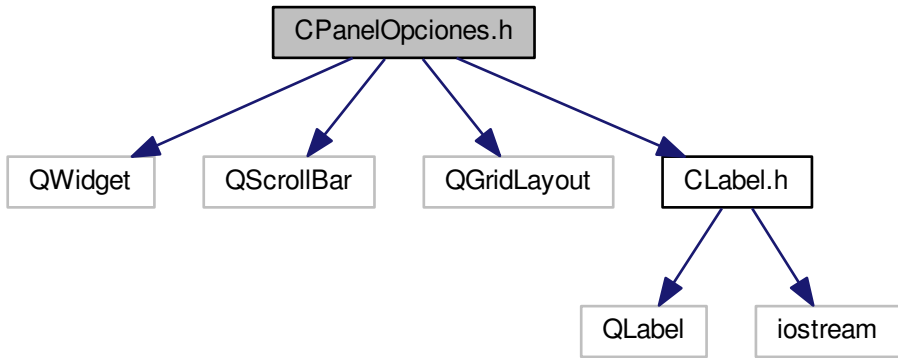 CPanelOpciones.h
QWidget
QScrollBar
QGridLayout
CLabel.h
QLabel
iostream